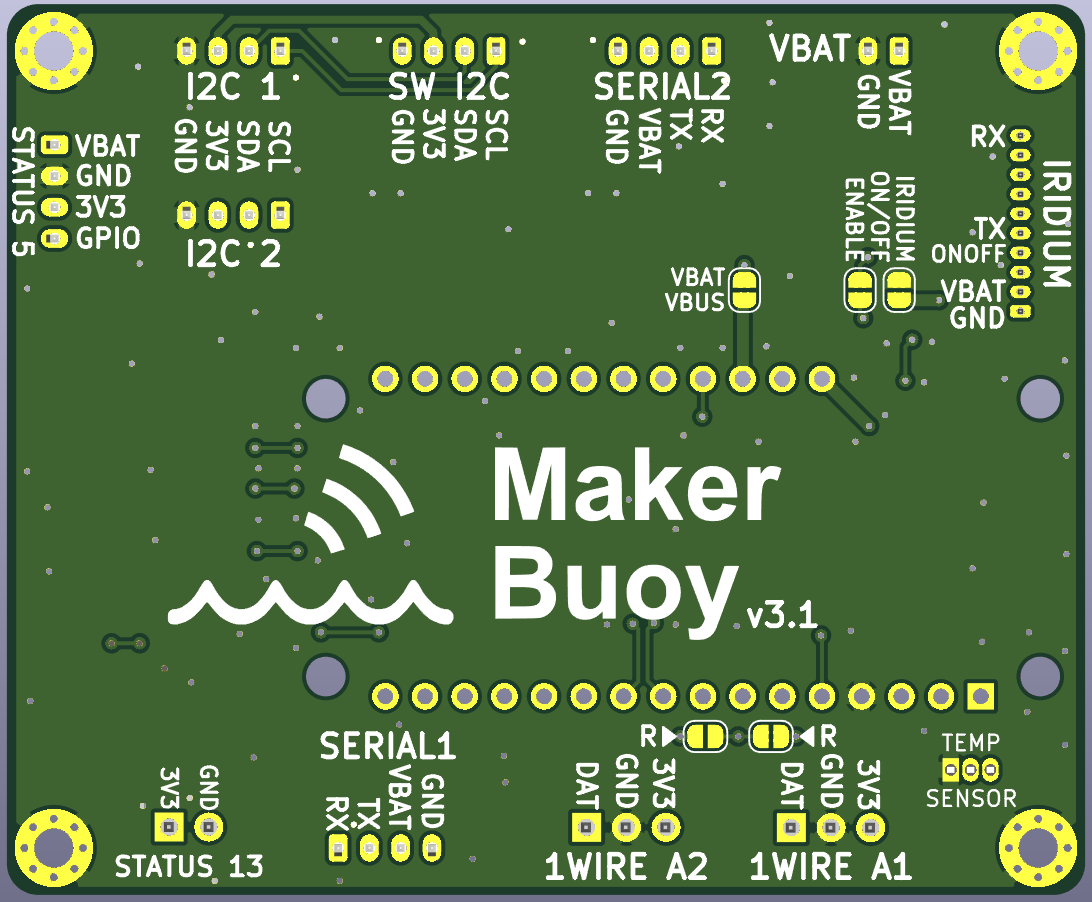 I2C 1
GND 3V3 SDA SCL
SW I2C
GND 3V3 SDA SCL
SERIAL2
GND VBAT TX RX
VBAT
GND VBAT
STATUS 5
VBAT
GND
3V3
GPIO
I2C 2
VBAT
VBUS
ENABLE
ON/OFF
IRIDIUM
RX
TX
ONOFF
VBAT
GND
IRIDIUM
Maker
Buoy
v3.1
R R
SERIAL1
RX TX VBAT GND
3V3 GND
STATUS 13
DAT GND 3V3
1WIRE A2
DAT GND 3V3
1WIRE A1
TEMP
SENSOR